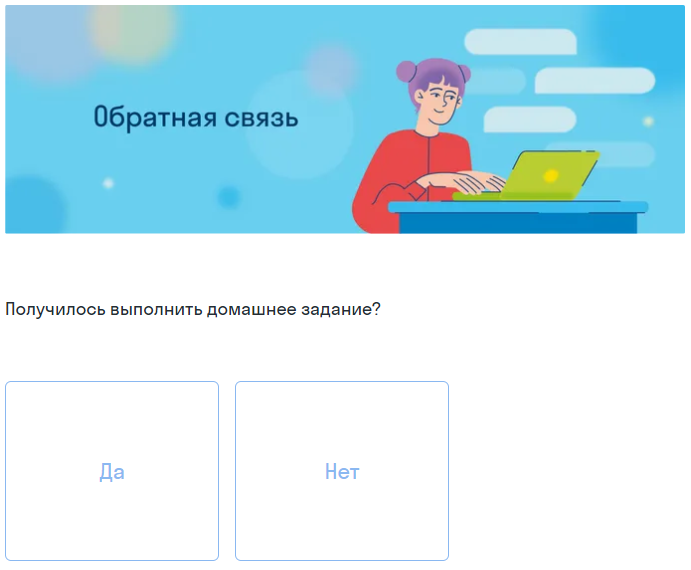 Обратная связь
Получилось выполнить домашнее задание?
Да
Нет